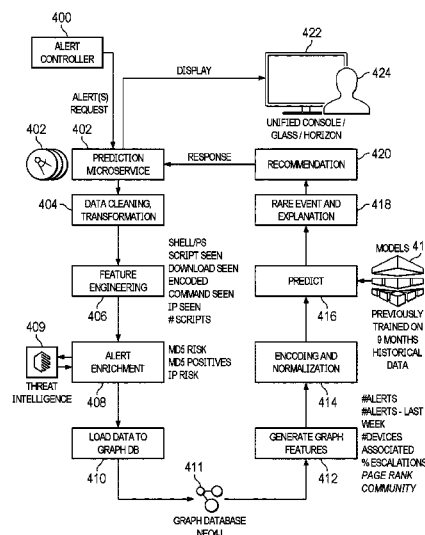 400
ALERT
CONTROLLER
422
DISPLAY
424
ALERT(S)
REQUEST
UNIFIED CONSOLE /
GLASS / HORIZON
402
402
PREDICTION
MICROSERVICE
RESPONSE
RECOMMENDATION
420
404
DATA CLEANING,
TRANSFORMATION
RARE EVENT AND
EXPLANATION
418
SHELL/PS
SCRIPT SEEN
DOWNLOAD SEEN
ENCODED
COMMAND SEEN
IP SEEN
# SCRIPTS
FEATURE
ENGINEERING
406
PREDICT
416
MODELS
41
PREVIOUSLY
TRAINED ON
9 MONTHS
HISTORICAL
DATA
409
THREAT
INTELLIGENCE
ALERT
ENRICHMENT
408
MD5 RISK
MD5 POSITIVES
IP RISK
ENCODING AND
NORMALIZATION
414
LOAD DATA TO
GRAPH DB
410
GENERATE GRAPH
FEATURES
412
#ALERTS
#ALERTS - LAST
WEEK
#DEVICES
ASSOCIATED
% ESCALATIONS
PAGE RANK
COMMUNITY
411
GRAPH DATABASE